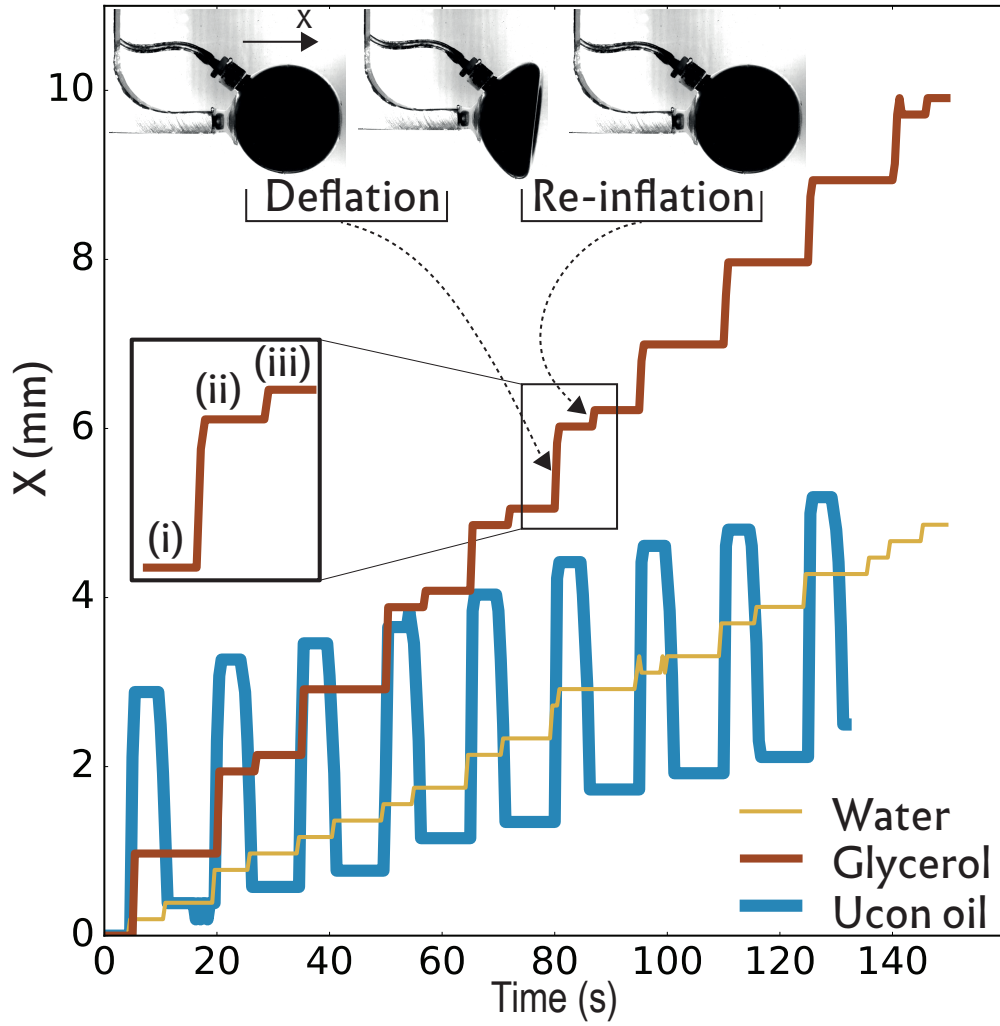 X
Deflation
Re-inflation
10
8
6
4
2
0
X (mm)
(i)
(ii)
(iii)
Water
Glycerol
Ucon oil
0 20 40 60 80 100 120 140
Time (s)